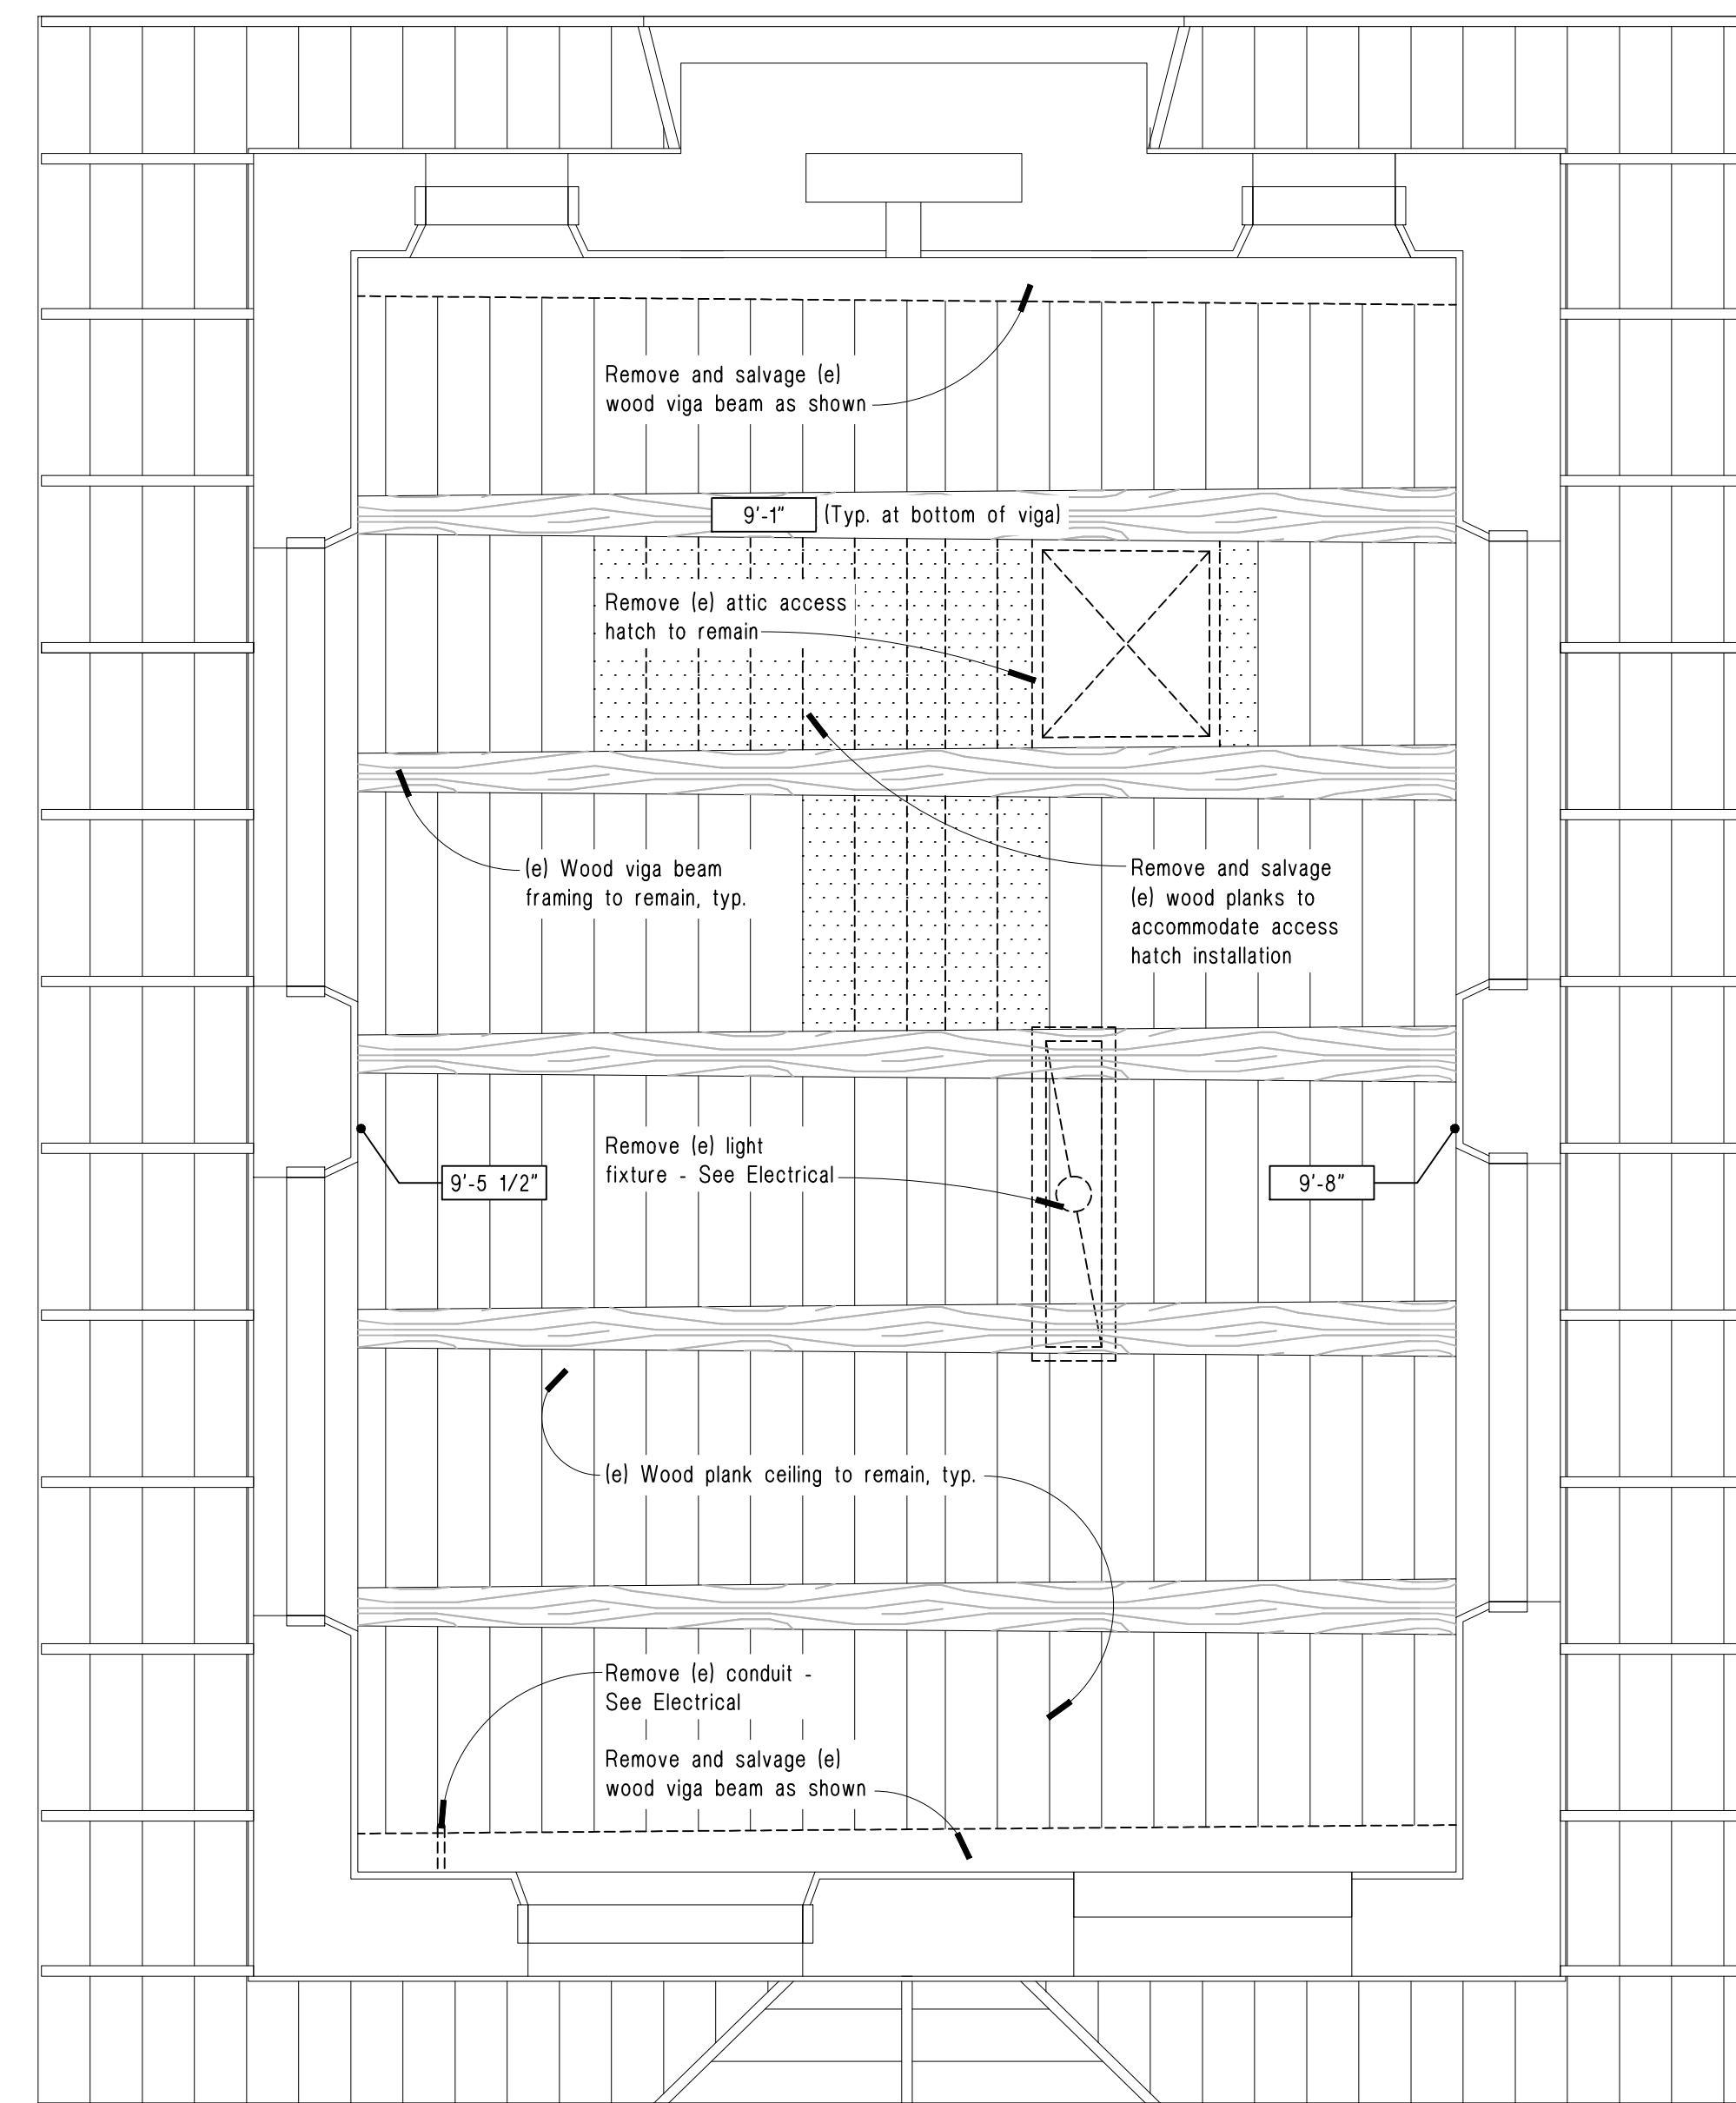 Remove and salvage (e)
wood viga beam as shown
9'-1" (Typ. at bottom of viga)
Remove (e) attic access
hatch to remain
(e) Wood viga beam
framing to remain, typ.
Remove and salvage
(e) wood planks to
accommodate access
hatch installation
Remove (e) light
fixture - See Electrical
9'-5 1/2"
9'-8"
(e) Wood plank ceiling to remain, typ.
Remove (e) conduit -
See Electrical
Remove and salvage (e)
wood viga beam as shown